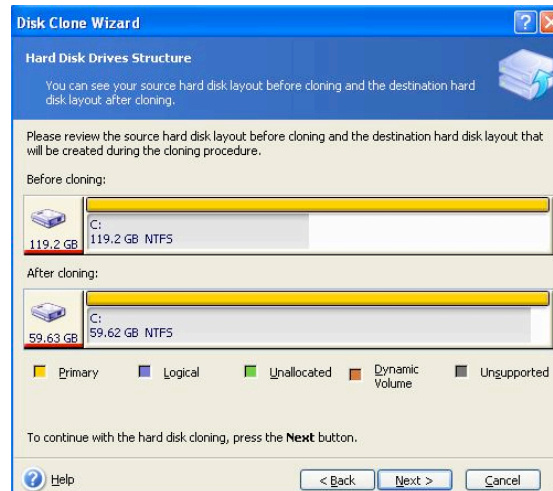 Disk Clone Wizard
Hard Disk Drives Structure
You can see your source hard disk layout before cloning and the destination hard
disk layout after cloning.
Please review the source hard disk layout before cloning and the destination hard disk layout that
will be created during the cloning procedure.
Before cloning:
119.2 GB
C:
119.2 GB NTFS
After cloning:
59.63 GB
C:
59.62 GB NTFS
Primary
Logical
Unallocated
Dynamic
Volume
Unsupported
To continue with the hard disk cloning, press the Next button.
Help
< Back
Next >
Cancel